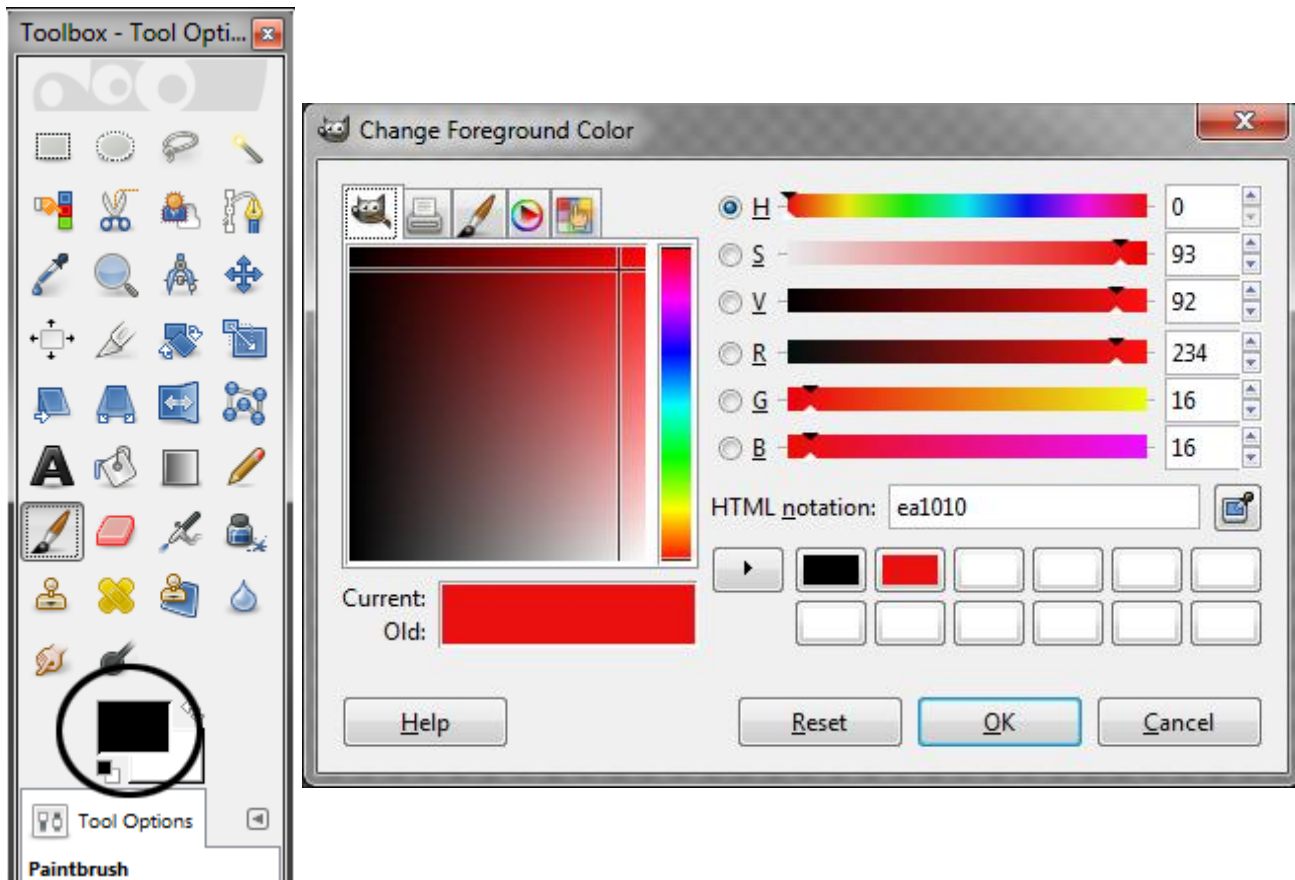 Toolbox - Tool Opti...
Tool Options
Paintbrush
Change Foreground Color
H 0
S 93
V 92
R 234
G 16
B 16
HTML notation: ea1010
Current:
Old:
Help
Reset
OK
Cancel